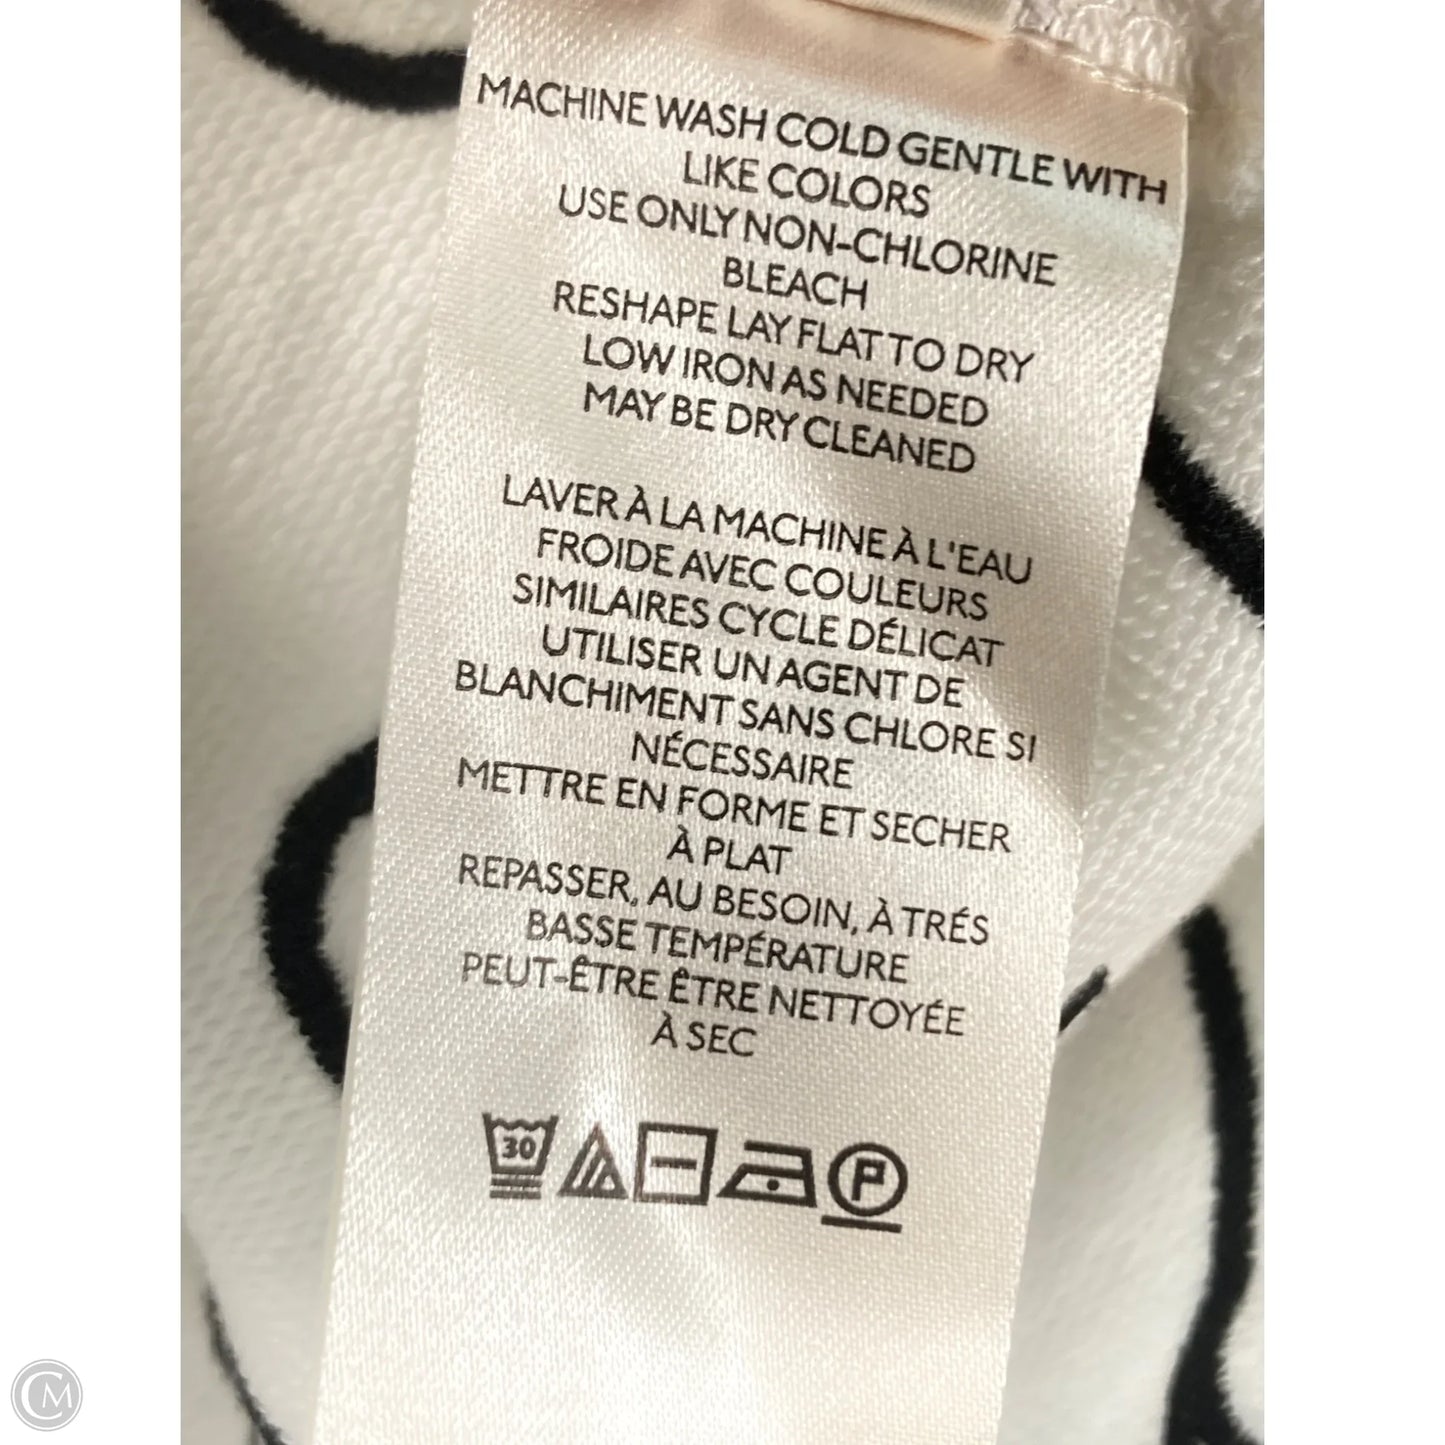 MACHINE WASH COLD GENTLE WITH
LIKE COLORS
USE ONLY NON-CHLORINE
BLEACH
RESHAPE LAY FLAT TO DRY
LOW IRON AS NEEDED
MAY BE DRY CLEANED
LAVER À LA MACHINE À L'EAU
FROIDE AVEC COULEURS
SIMILAIRES CYCLE DÉLICAT
UTILISER UN AGENT DE
BLANCHIMENT SANS CHLORE SI
NÉCESSAIRE
METTRE EN FORME ET SECHER
À PLAT
REPASSER, AU BESOIN, À TRÉS
BASSE TEMPÉRATURE
PEUT-ÊTRE ÊTRE NETTOYÉE
À SEC
30
P
CM